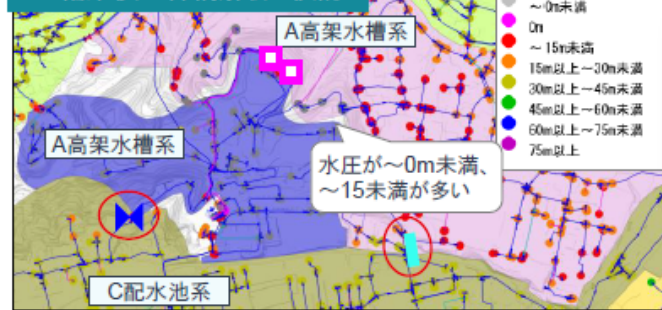 A高架水槽系
A高架水槽系
水圧が～0m未満、
～15未満が多い
C配水池系
～0m未満
0m
～15m未満
15m以上～30m未満
30m以上～45m未満
45m以上～60m未満
60m以上～75m未満
75m以上